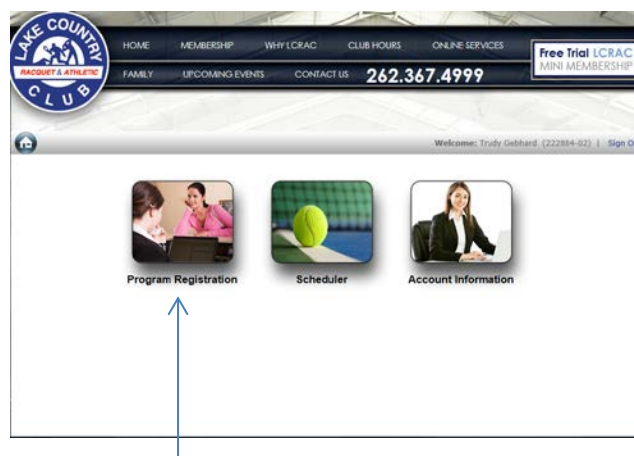 LAKE COUNTRY
RACQUET & ATHLETIC
CLUB
HOME MEMBERSHIP WHY LCRAC CLUB HOURS ONLINE SERVICES
FAMILY UPCOMING EVENTS CONTACT US 262.367.4999
Free Trial LCRAC
MINI MEMBERSHIP
Welcome: Trudy Gebhard (222884-02) | Sign O
Program Registration Scheduler Account Information